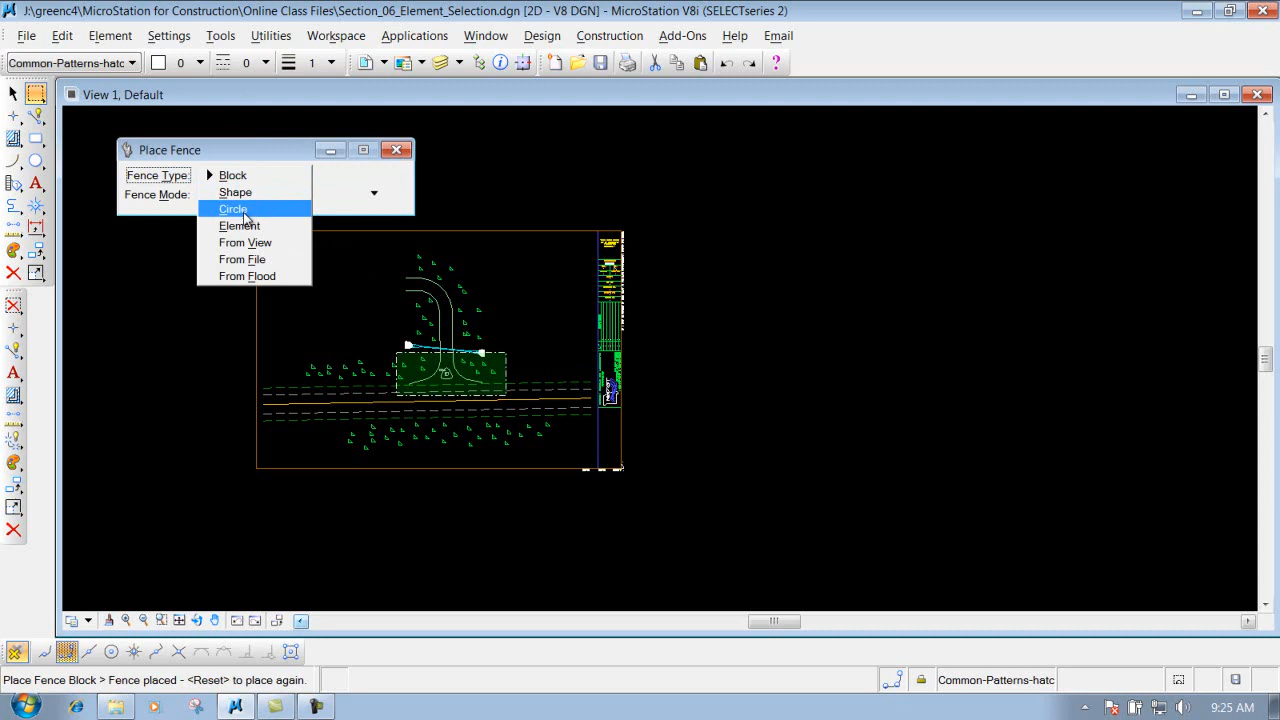 J:\greenc4\MicroStation for Construction\Online Class Files\Section_06_Element_Selection.dgn [2D - V8 DGN] - MicroStation V8i (SELECTseries 2)
File Edit Element Settings Tools Utilities Workspace Applications Window Design Construction Add-Ons Help Email
Common-Patterns-hatc 0 0 1
View 1, Default
Place Fence
Fence Type: Block
Shape
Fence Mode:
Circle
Element
From View
From File
From Flood
Place Fence Block > Fence placed - <Reset> to place again.
Common-Patterns-hatc
9:25 AM